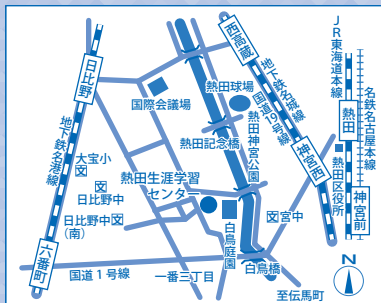 日比野
地下鉄名港線
六番町
国際会議場
大宝小
日比野中
日比野中
(南)
国道1号線
一番三丁目
熱田生涯学習
センター
熱田記念橋
熱田球場
熱田神宮公園
白鳥庭園
白鳥橋
宮中
至伝馬町
西高蔵
地下鉄名城線
国道19号線
神宮西
JR東海道本線
熱田
熱田区役所
名鉄名古屋本線
神宮前
N